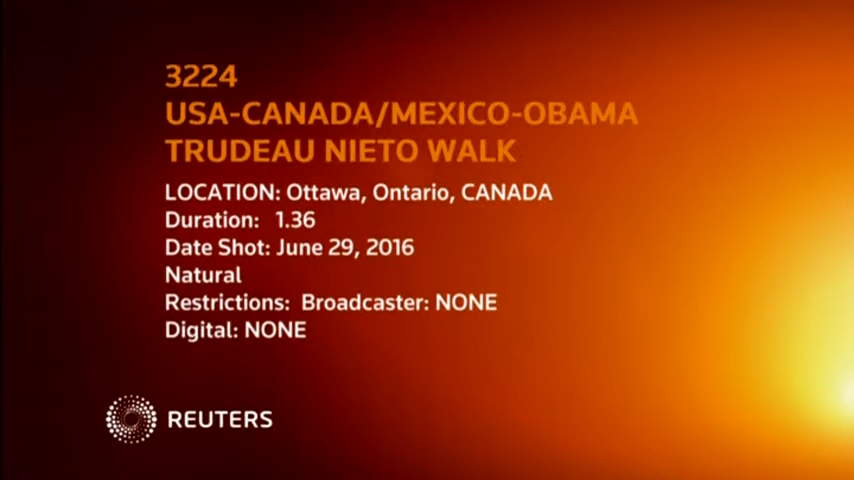 3224
USA-CANADA/MEXICO-OBAMA
TRUDEAU NIETO WALK
LOCATION: Ottawa, Ontario, CANADA
Duration: 1.36
Date Shot: June 29, 2016
Natural
Restrictions: Broadcaster: NONE
Digital: NONE
REUTERS